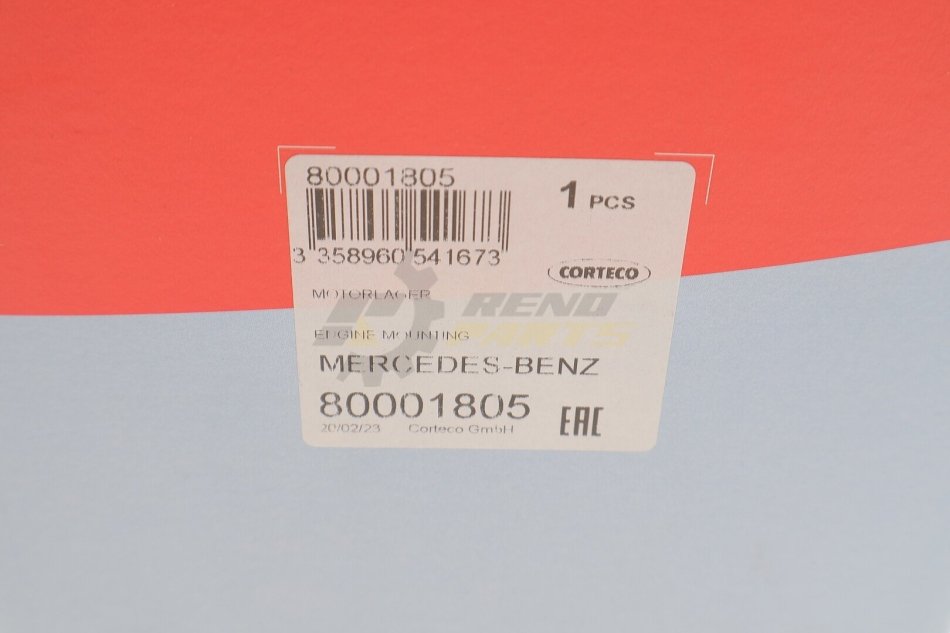 80001805
1 PCS
3 358960 541673
CORTECO
MOTORLAGER
RENO
PARTS
ENGINE MOUNTING
MERCEDES-BENZ
80001805
20/02/23 Corteco GmbH
EAC